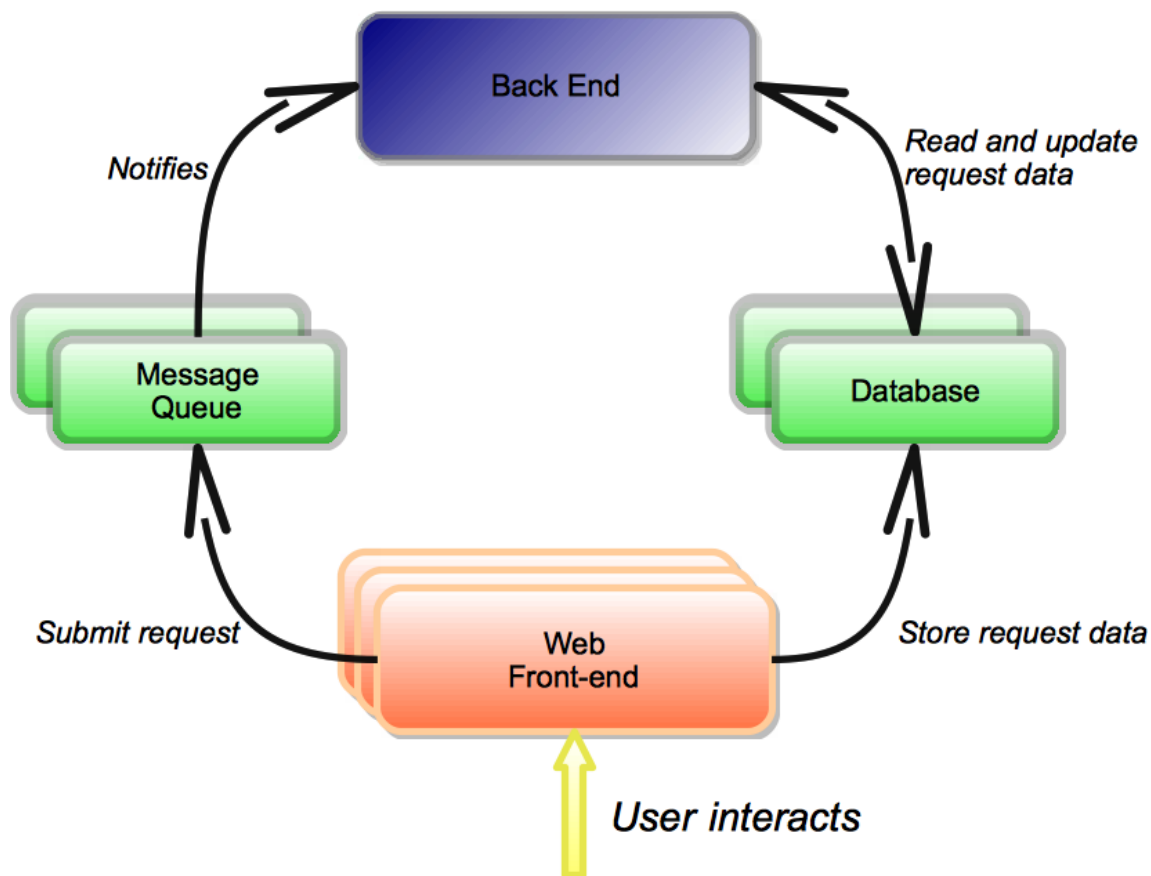 Back End
Notifies
Read and update
request data
Message
Queue
Database
Submit request
Web
Front-end
Store request data
User interacts